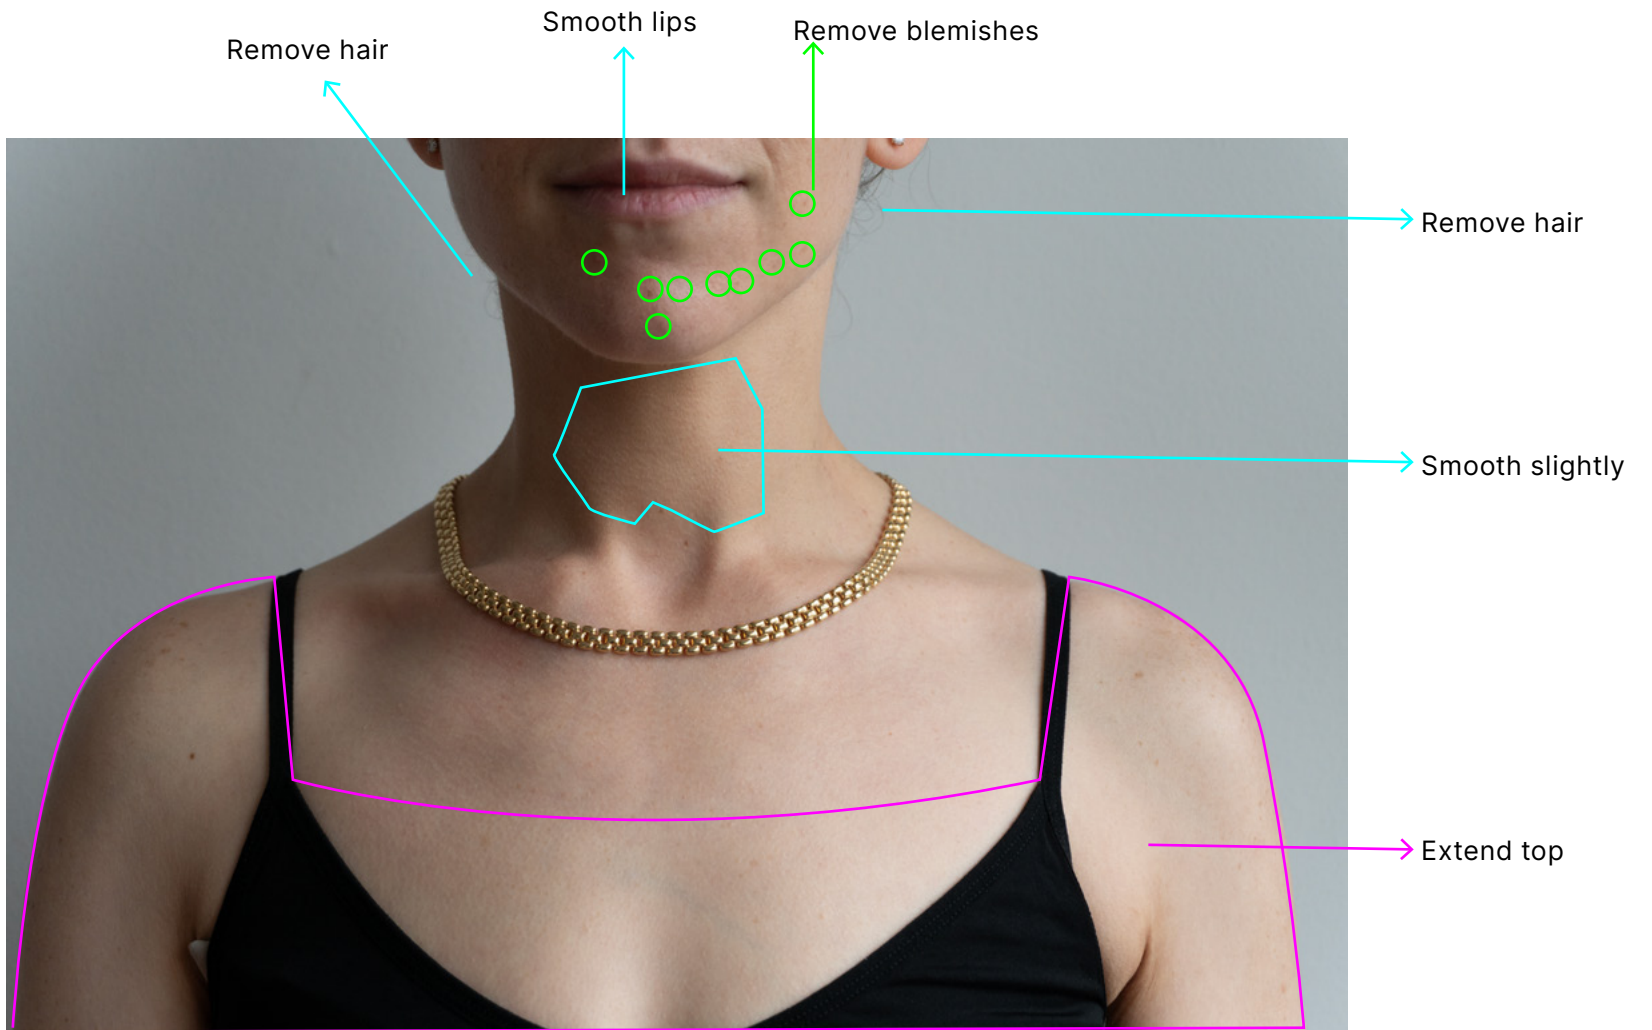 Smooth lips
Remove blemishes
Remove hair
Remove hair
Smooth slightly
Extend top